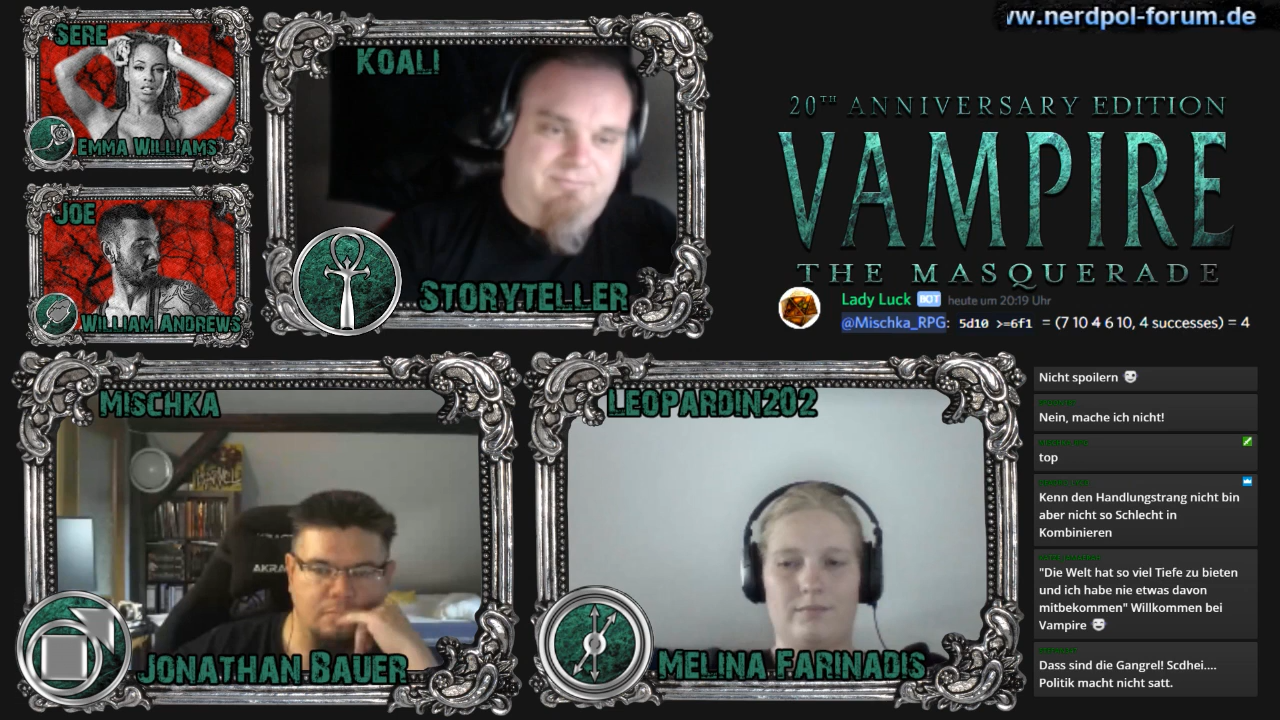 SERE
EMMA WILLIAMS
JOE
WILLIAM ANDREWS
KOALI
STORYTELLER
MISCHKA
AKRA
JONATHAN BAUER
LEOPARDIN202
MELINA FARINADIS
w.nerdpol-forum.de
20TH ANNIVERSARY EDITION
VAMPIRE
THE MASQUERADE
Lady Luck BOT heute um 20:19 Uhr
@Mischka_RPG: 5d10 >=6f1 = (7 10 4 6 10, 4 successes) = 4
Nicht spoilern
Nein, mache ich nicht!
top
Kenn den Handlungstrang nicht bin
aber nicht so Schlecht in
Kombinieren
"Die Welt hat so viel Tiefe zu bieten
und ich habe nie etwas davon
mitbekommen" Willkommen bei
Vampire
Dass sind die Gangrel! Scdhei....
Politik macht nicht satt.